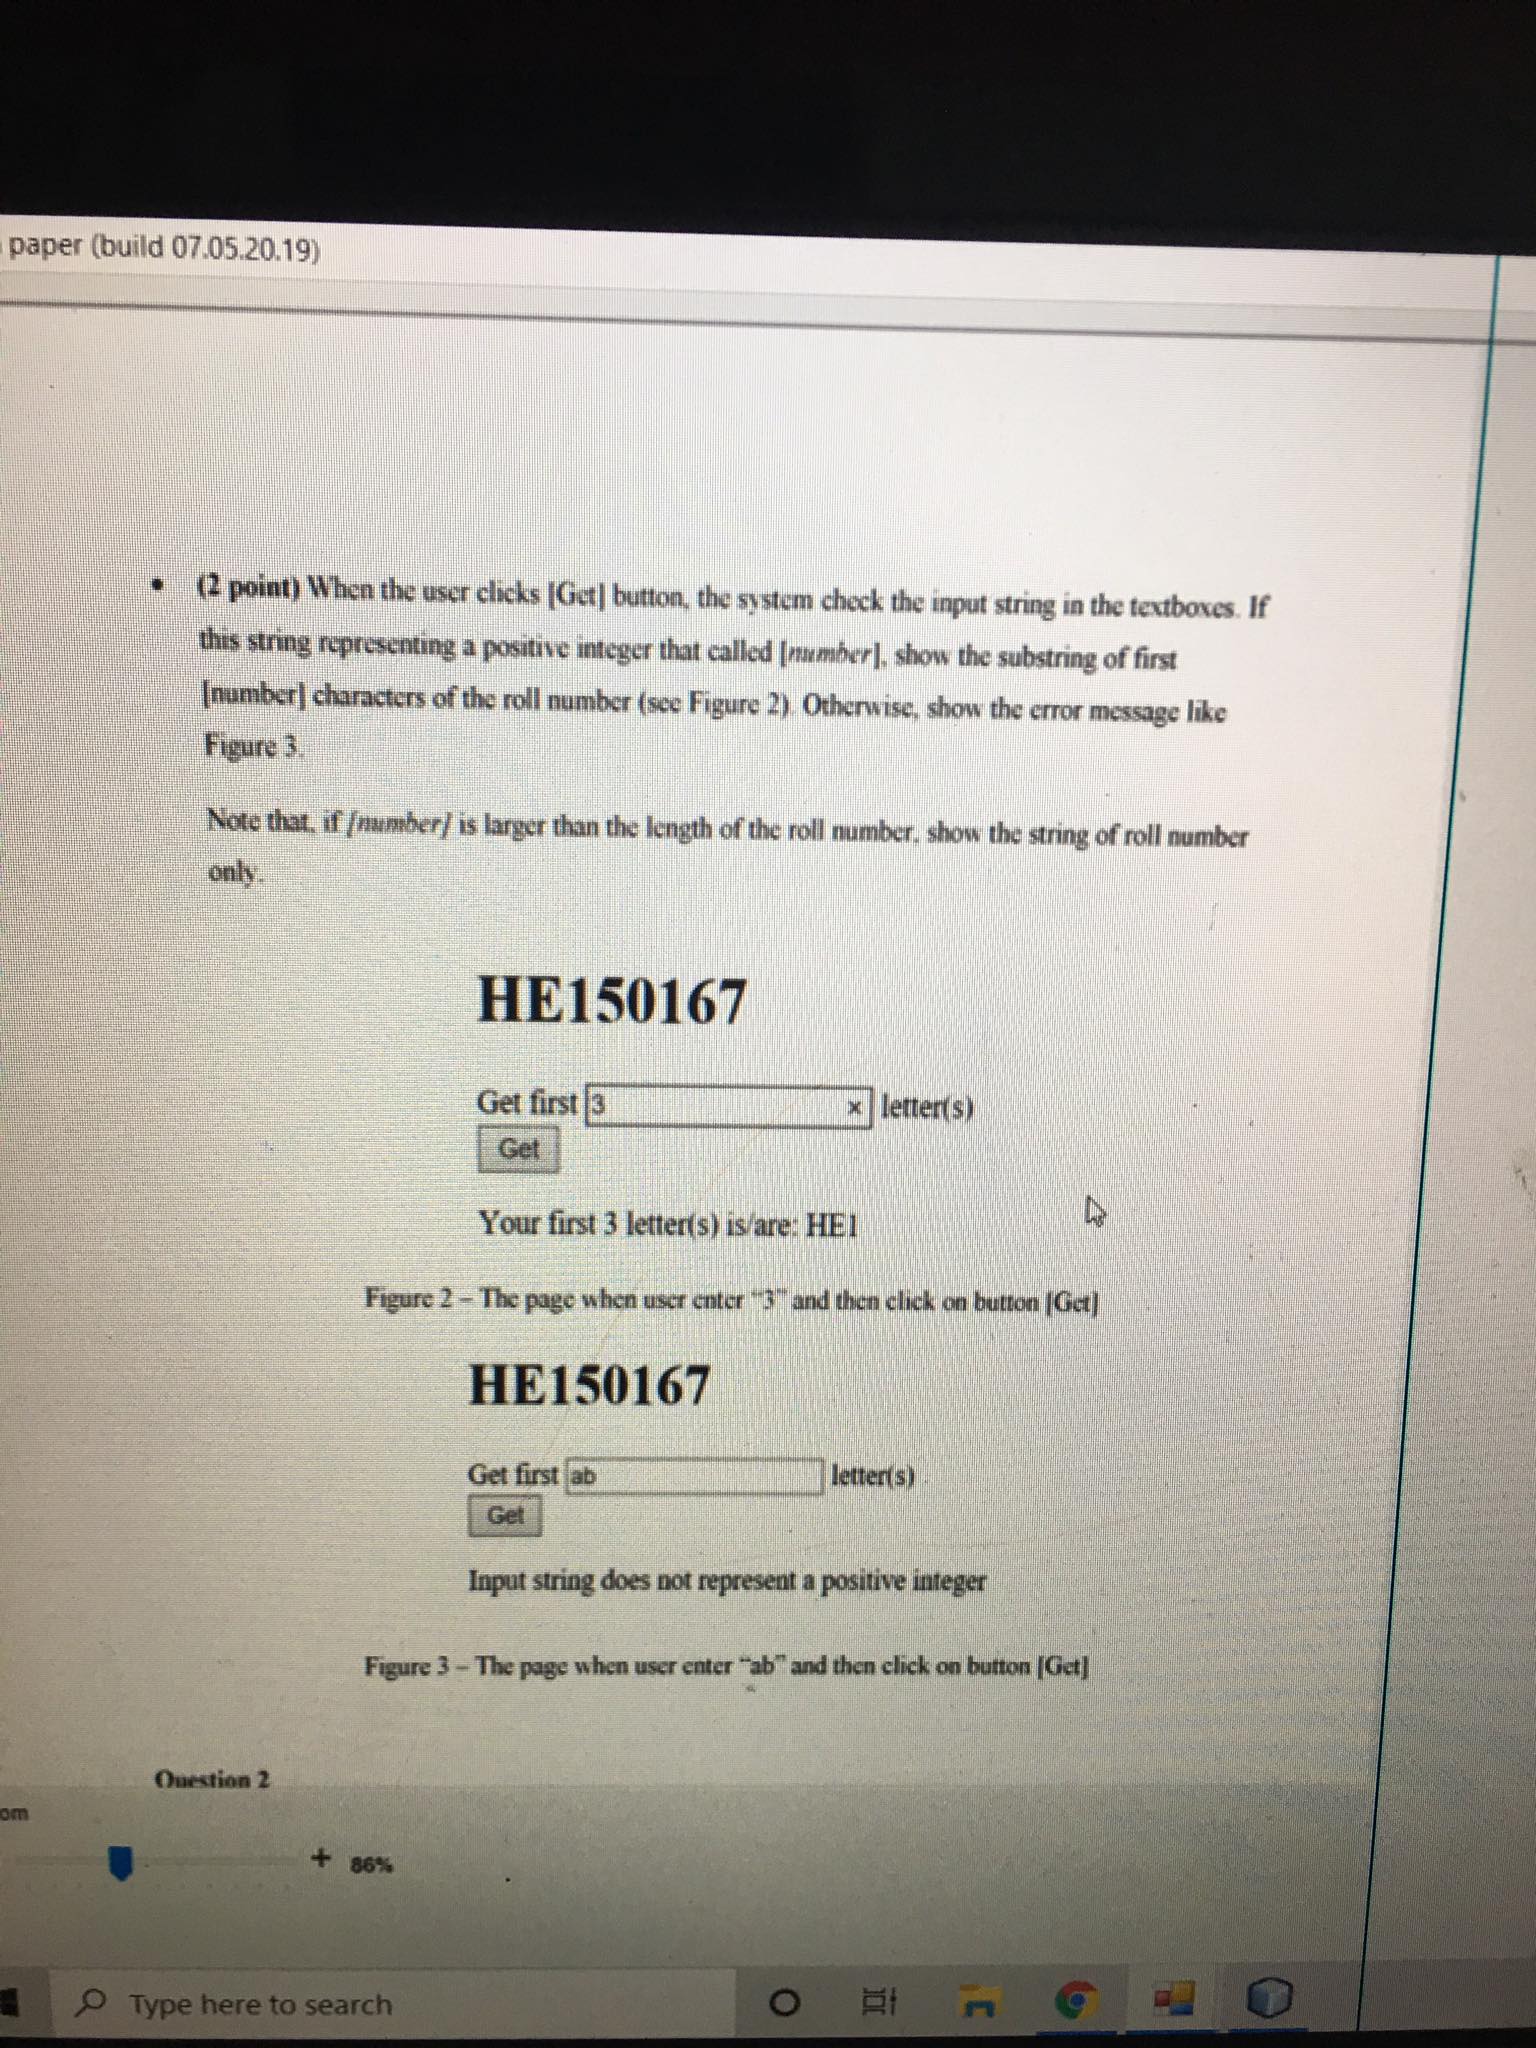 paper (build 07.05.20.19)
• (2 point) When the user clicks [Get] button, the system check the input string in the textboxes. If
this string representing a positive integer that called [number], show the substring of first
[number] characters of the roll number (see Figure 2). Otherwise, show the error message like
Figure 3.
Note that, if [number] is larger than the length of the roll number, show the string of roll number
only.
HE150167
Get first 3 × letter(s)
Get
Your first 3 letter(s) is/are: HE1
Figure 2 – The page when user enter "3" and then click on button [Get]
HE150167
Get first ab letter(s)
Get
Input string does not represent a positive integer
Figure 3 – The page when user enter "ab" and then click on button [Get]
Question 2
om
+ 86%
Type here to search